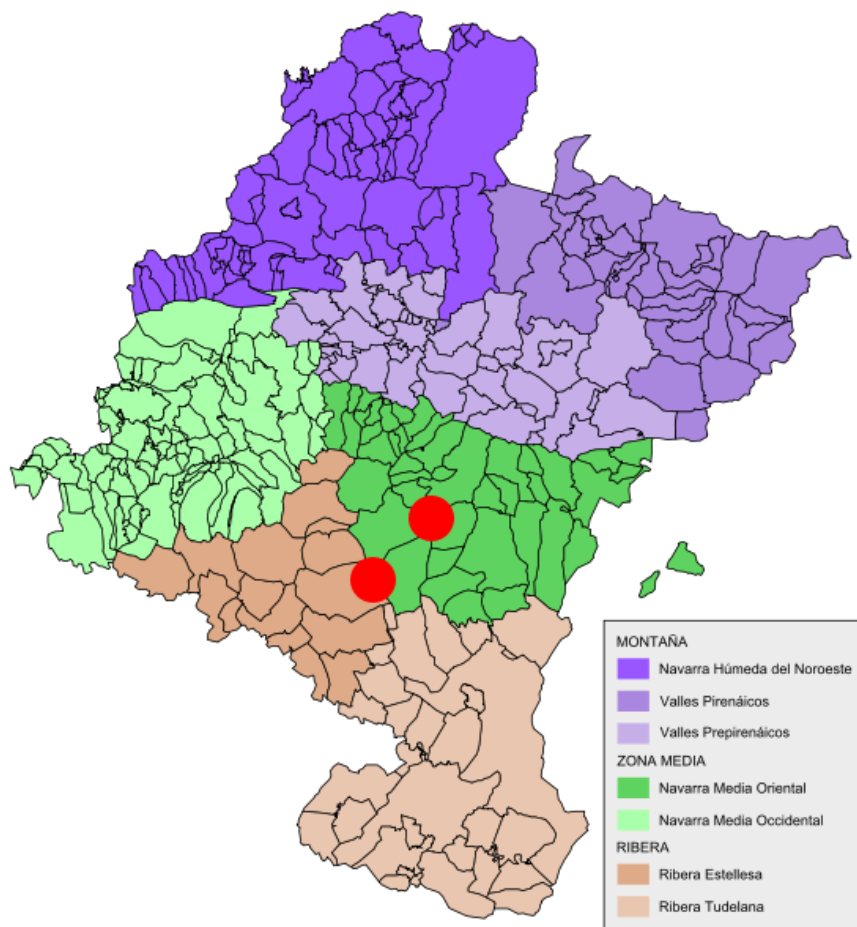 MONTAÑA
Navarra Húmeda del Noroeste
Valles Pirenáicos
Valles Prepirenáicos
ZONA MEDIA
Navarra Media Oriental
Navarra Media Occidental
RIBERA
Ribera Estellesa
Ribera Tudelana